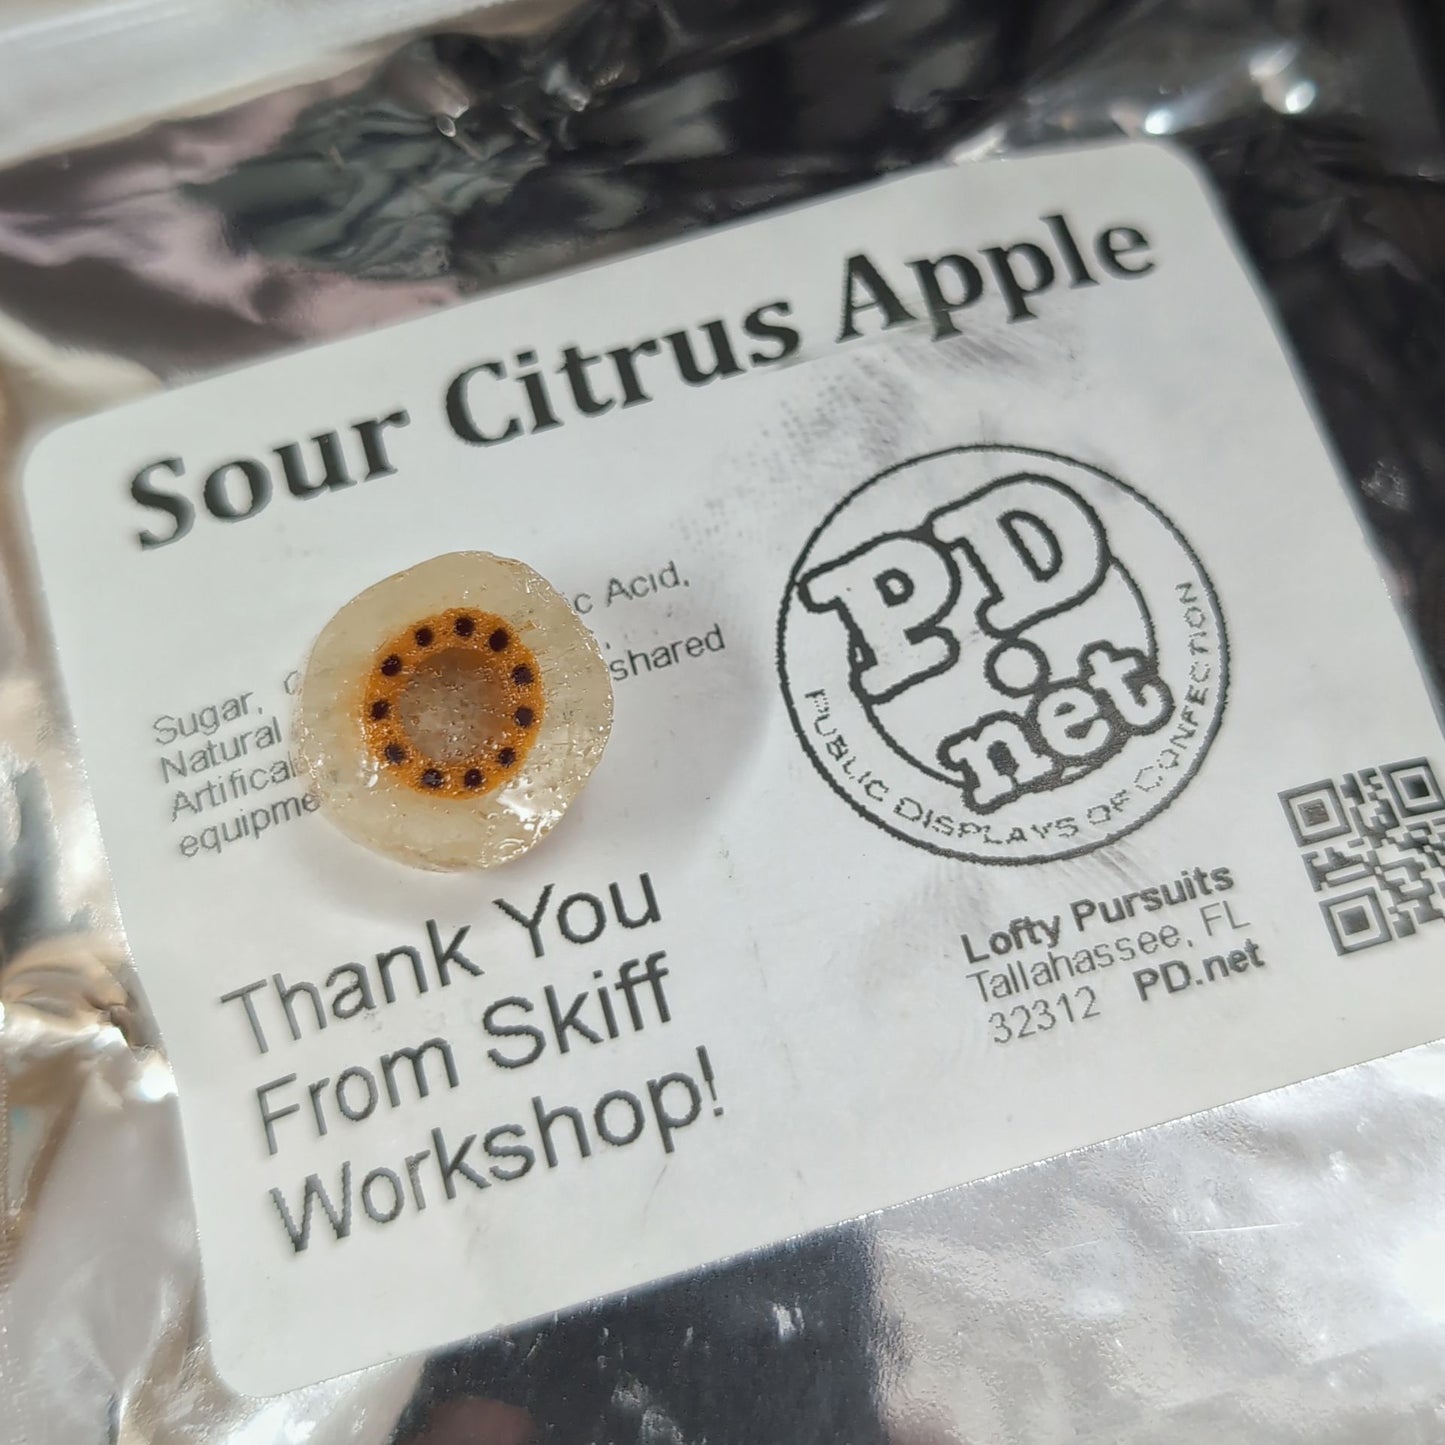 Sour Citrus Apple
Acid,
Sugar,
shared
Natural
equipme
PD
net
PUBLIC DISPLAYS OF CONFECTION
Thank You
From Skiff
Workshop!
Lofty Pursuits
Tallahassee, FL
32312 PD.net